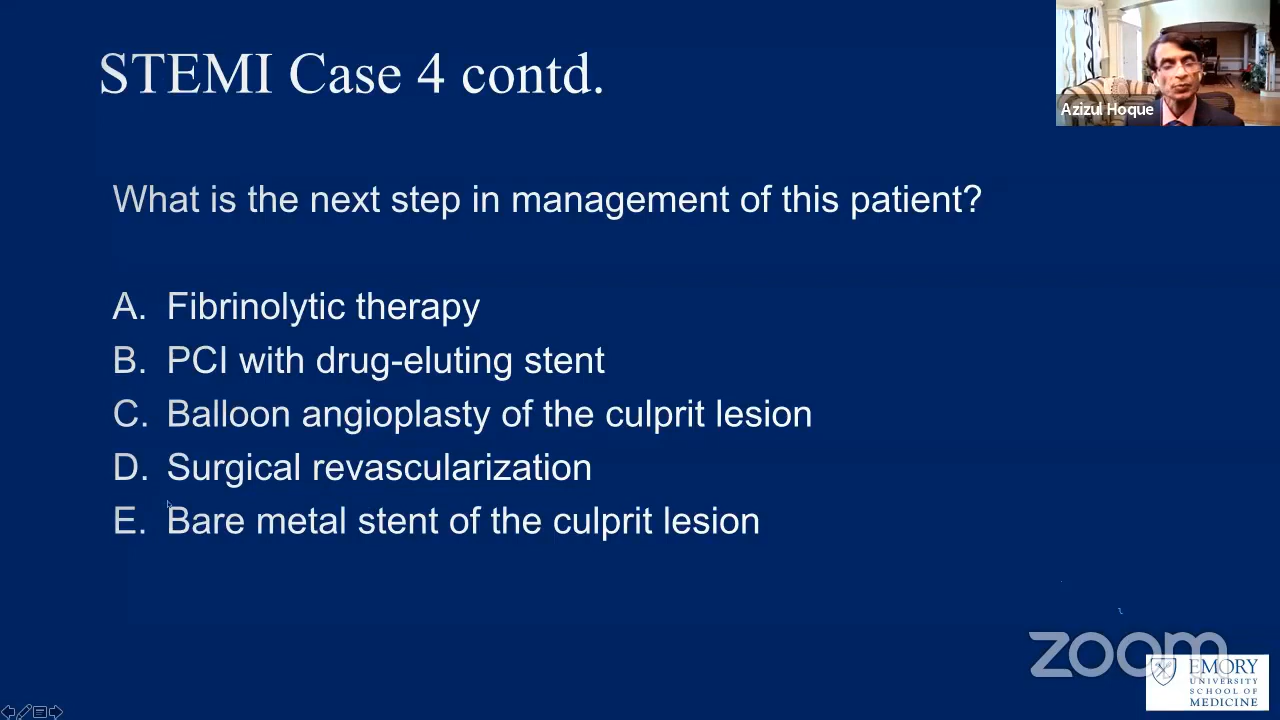 STEMI Case 4 contd.
Azizul Hoque
What is the next step in management of this patient?
A. Fibrinolytic therapy
B. PCI with drug-eluting stent
C. Balloon angioplasty of the culprit lesion
D. Surgical revascularization
E. Bare metal stent of the culprit lesion
zoom
EMORY
UNIVERSITY
SCHOOL OF
MEDICINE